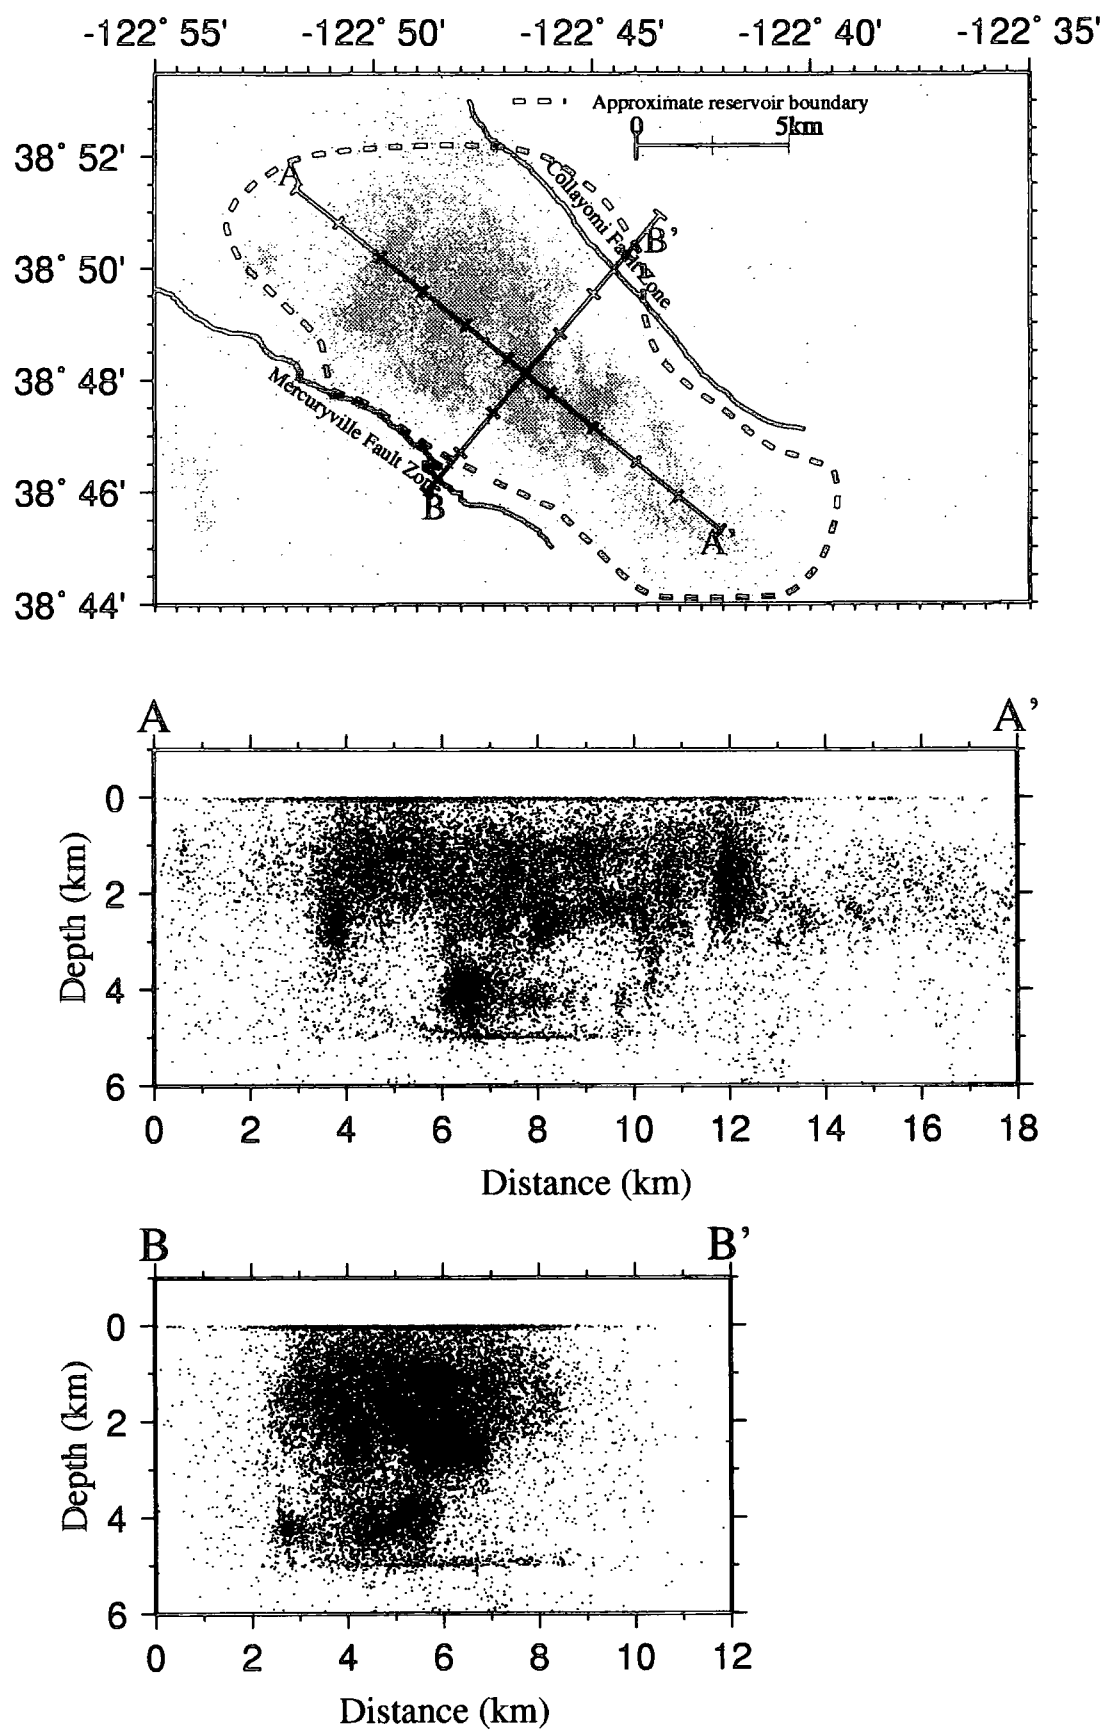 -122° 55' -122° 50' -122° 45' -122° 40' -122° 35'
Approximate reservoir boundary
0 5km
38° 52'
A
Collayomi Fault Zone
B'
38° 50'
38° 48'
Mercuryville Fault Zone
38° 46'
B
A'
38° 44'
A A'
0
2
4
6
Depth (km)
0 2 4 6 8 10 12 14 16 18
Distance (km)
B B'
0
2
4
6
Depth (km)
0 2 4 6 8 10 12
Distance (km)